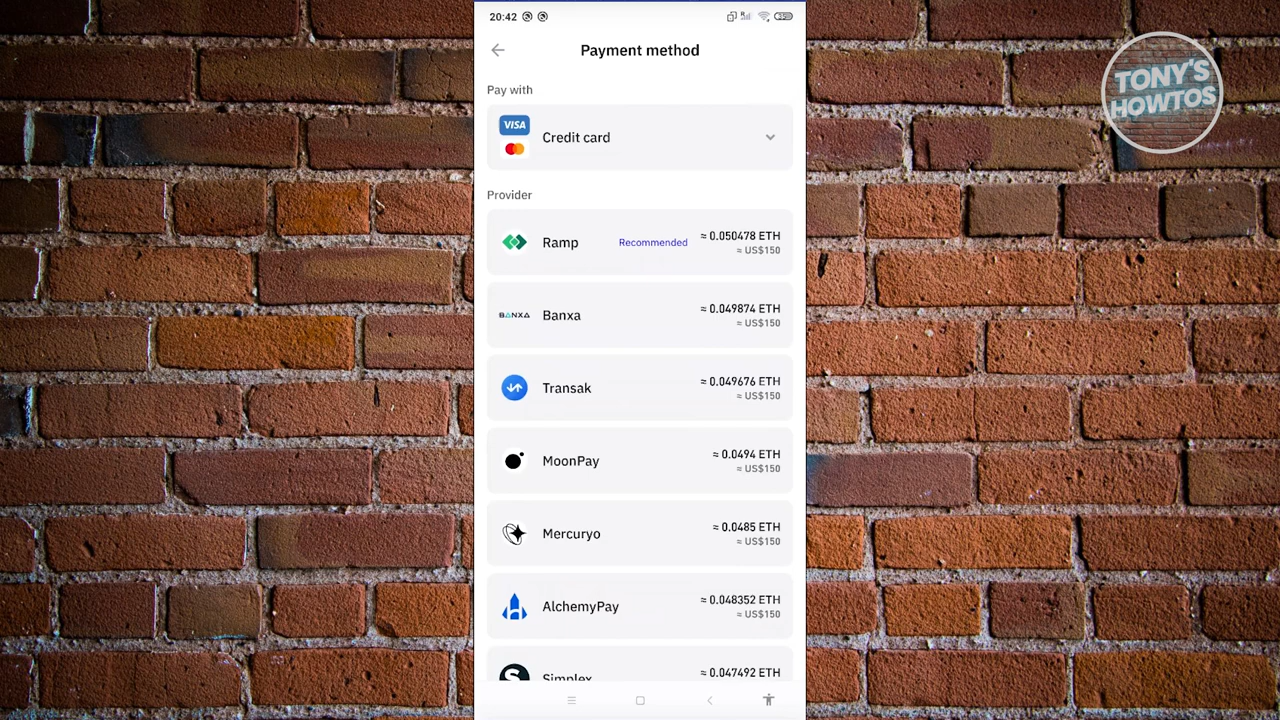 20:42
Payment method
Pay with
VISA
Credit card
Provider
Ramp
Recommended
≈ 0.050478 ETH
≈ US$150
BANXA
Banxa
≈ 0.049874 ETH
≈ US$150
Transak
≈ 0.049676 ETH
≈ US$150
MoonPay
≈ 0.0494 ETH
≈ US$150
Mercuryo
≈ 0.0485 ETH
≈ US$150
AlchemyPay
≈ 0.048352 ETH
≈ US$150
Simplex
≈ 0.047492 ETH
TONY'S
HOWTOS